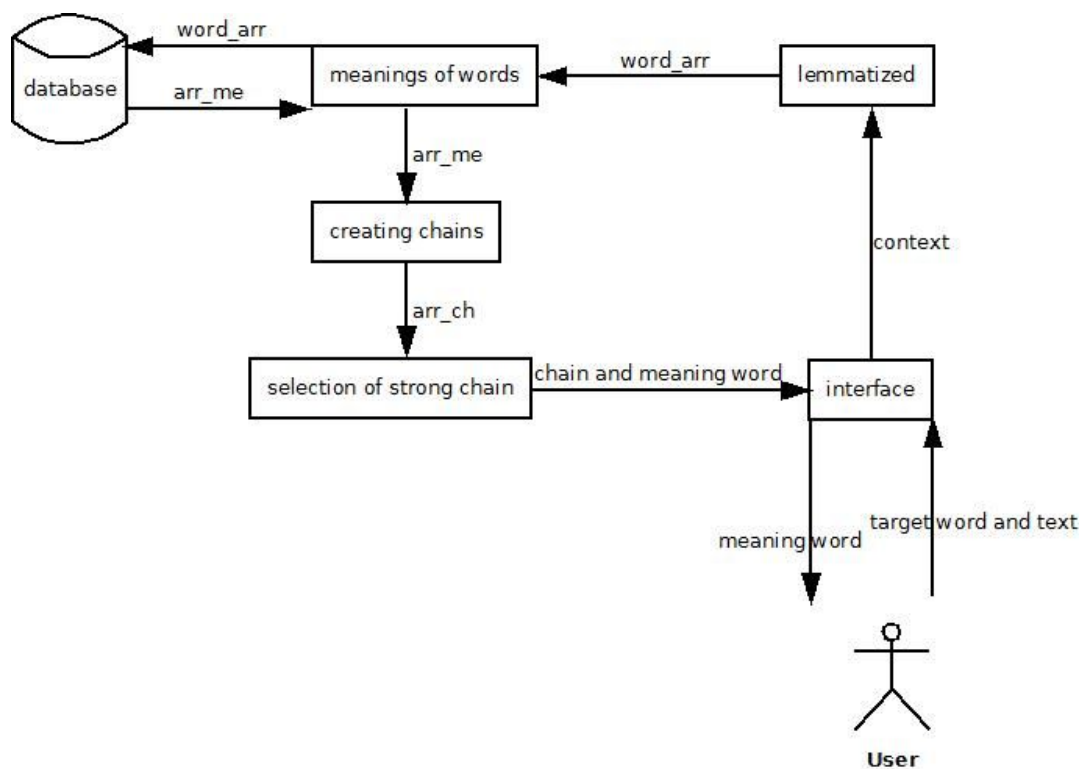 word_arr
database
arr_me
meanings of words
word_arr
lemmatized
arr_me
creating chains
context
arr_ch
selection of strong chain
chain and meaning word
interface
meaning word
target word and text
User